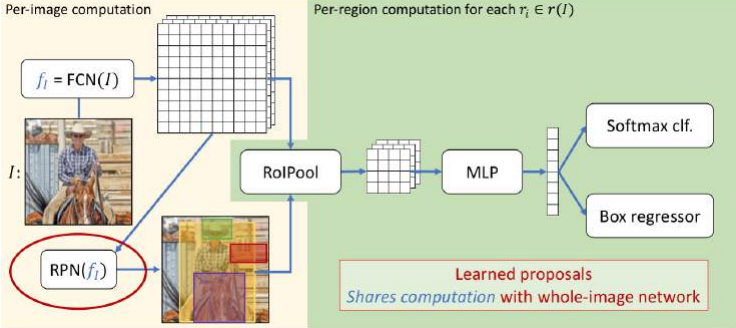 Per-image computation
Per-region computation for each r_i ∈ r(I)
f_I = FCN(I)
I:
RoIPool
MLP
Softmax clf.
Box regressor
RPN(f_I)
Learned proposals
Shares computation with whole-image network